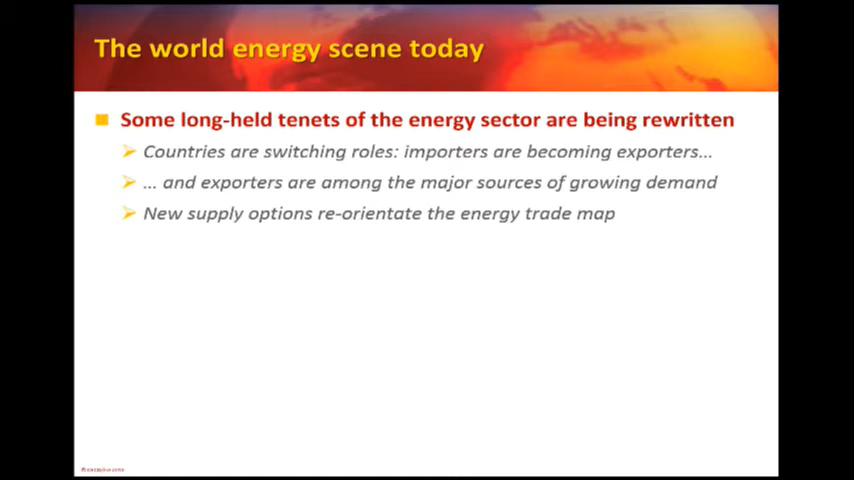 The world energy scene today
Some long-held tenets of the energy sector are being rewritten
Countries are switching roles: importers are becoming exporters...
... and exporters are among the major sources of growing demand
New supply options re-orientate the energy trade map